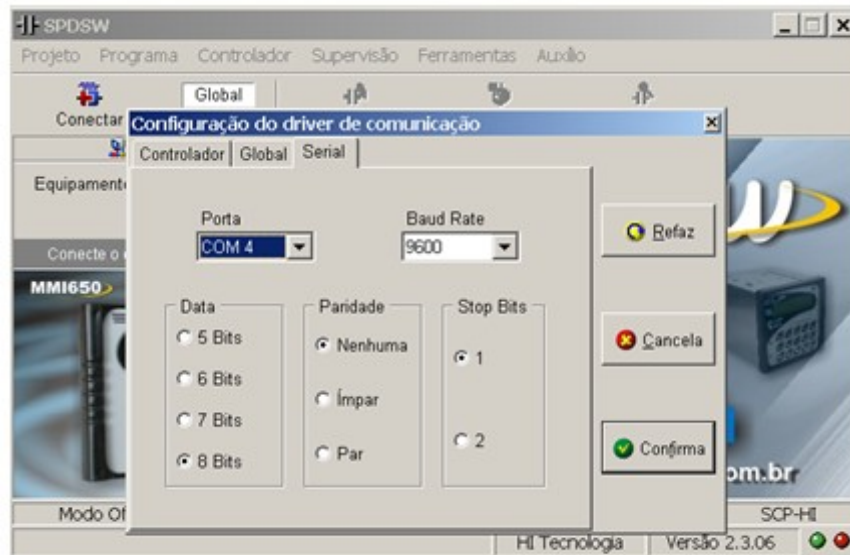 SPDSW
Projeto Programa Controlador Supervisão Ferramentas Auxílio
Conectar
Global
Configuração do driver de comunicação
Controlador Global Serial
Equipamento
Conecte o
MMI650
Porta
COM 4
Baud Rate
9600
Data
5 Bits
6 Bits
7 Bits
8 Bits
Paridade
Nenhuma
Ímpar
Par
Stop Bits
1
2
Refaz
Cancela
Confirma
om.br
Modo Of
SCP-HI
HI Tecnologia Versão 2.3.06